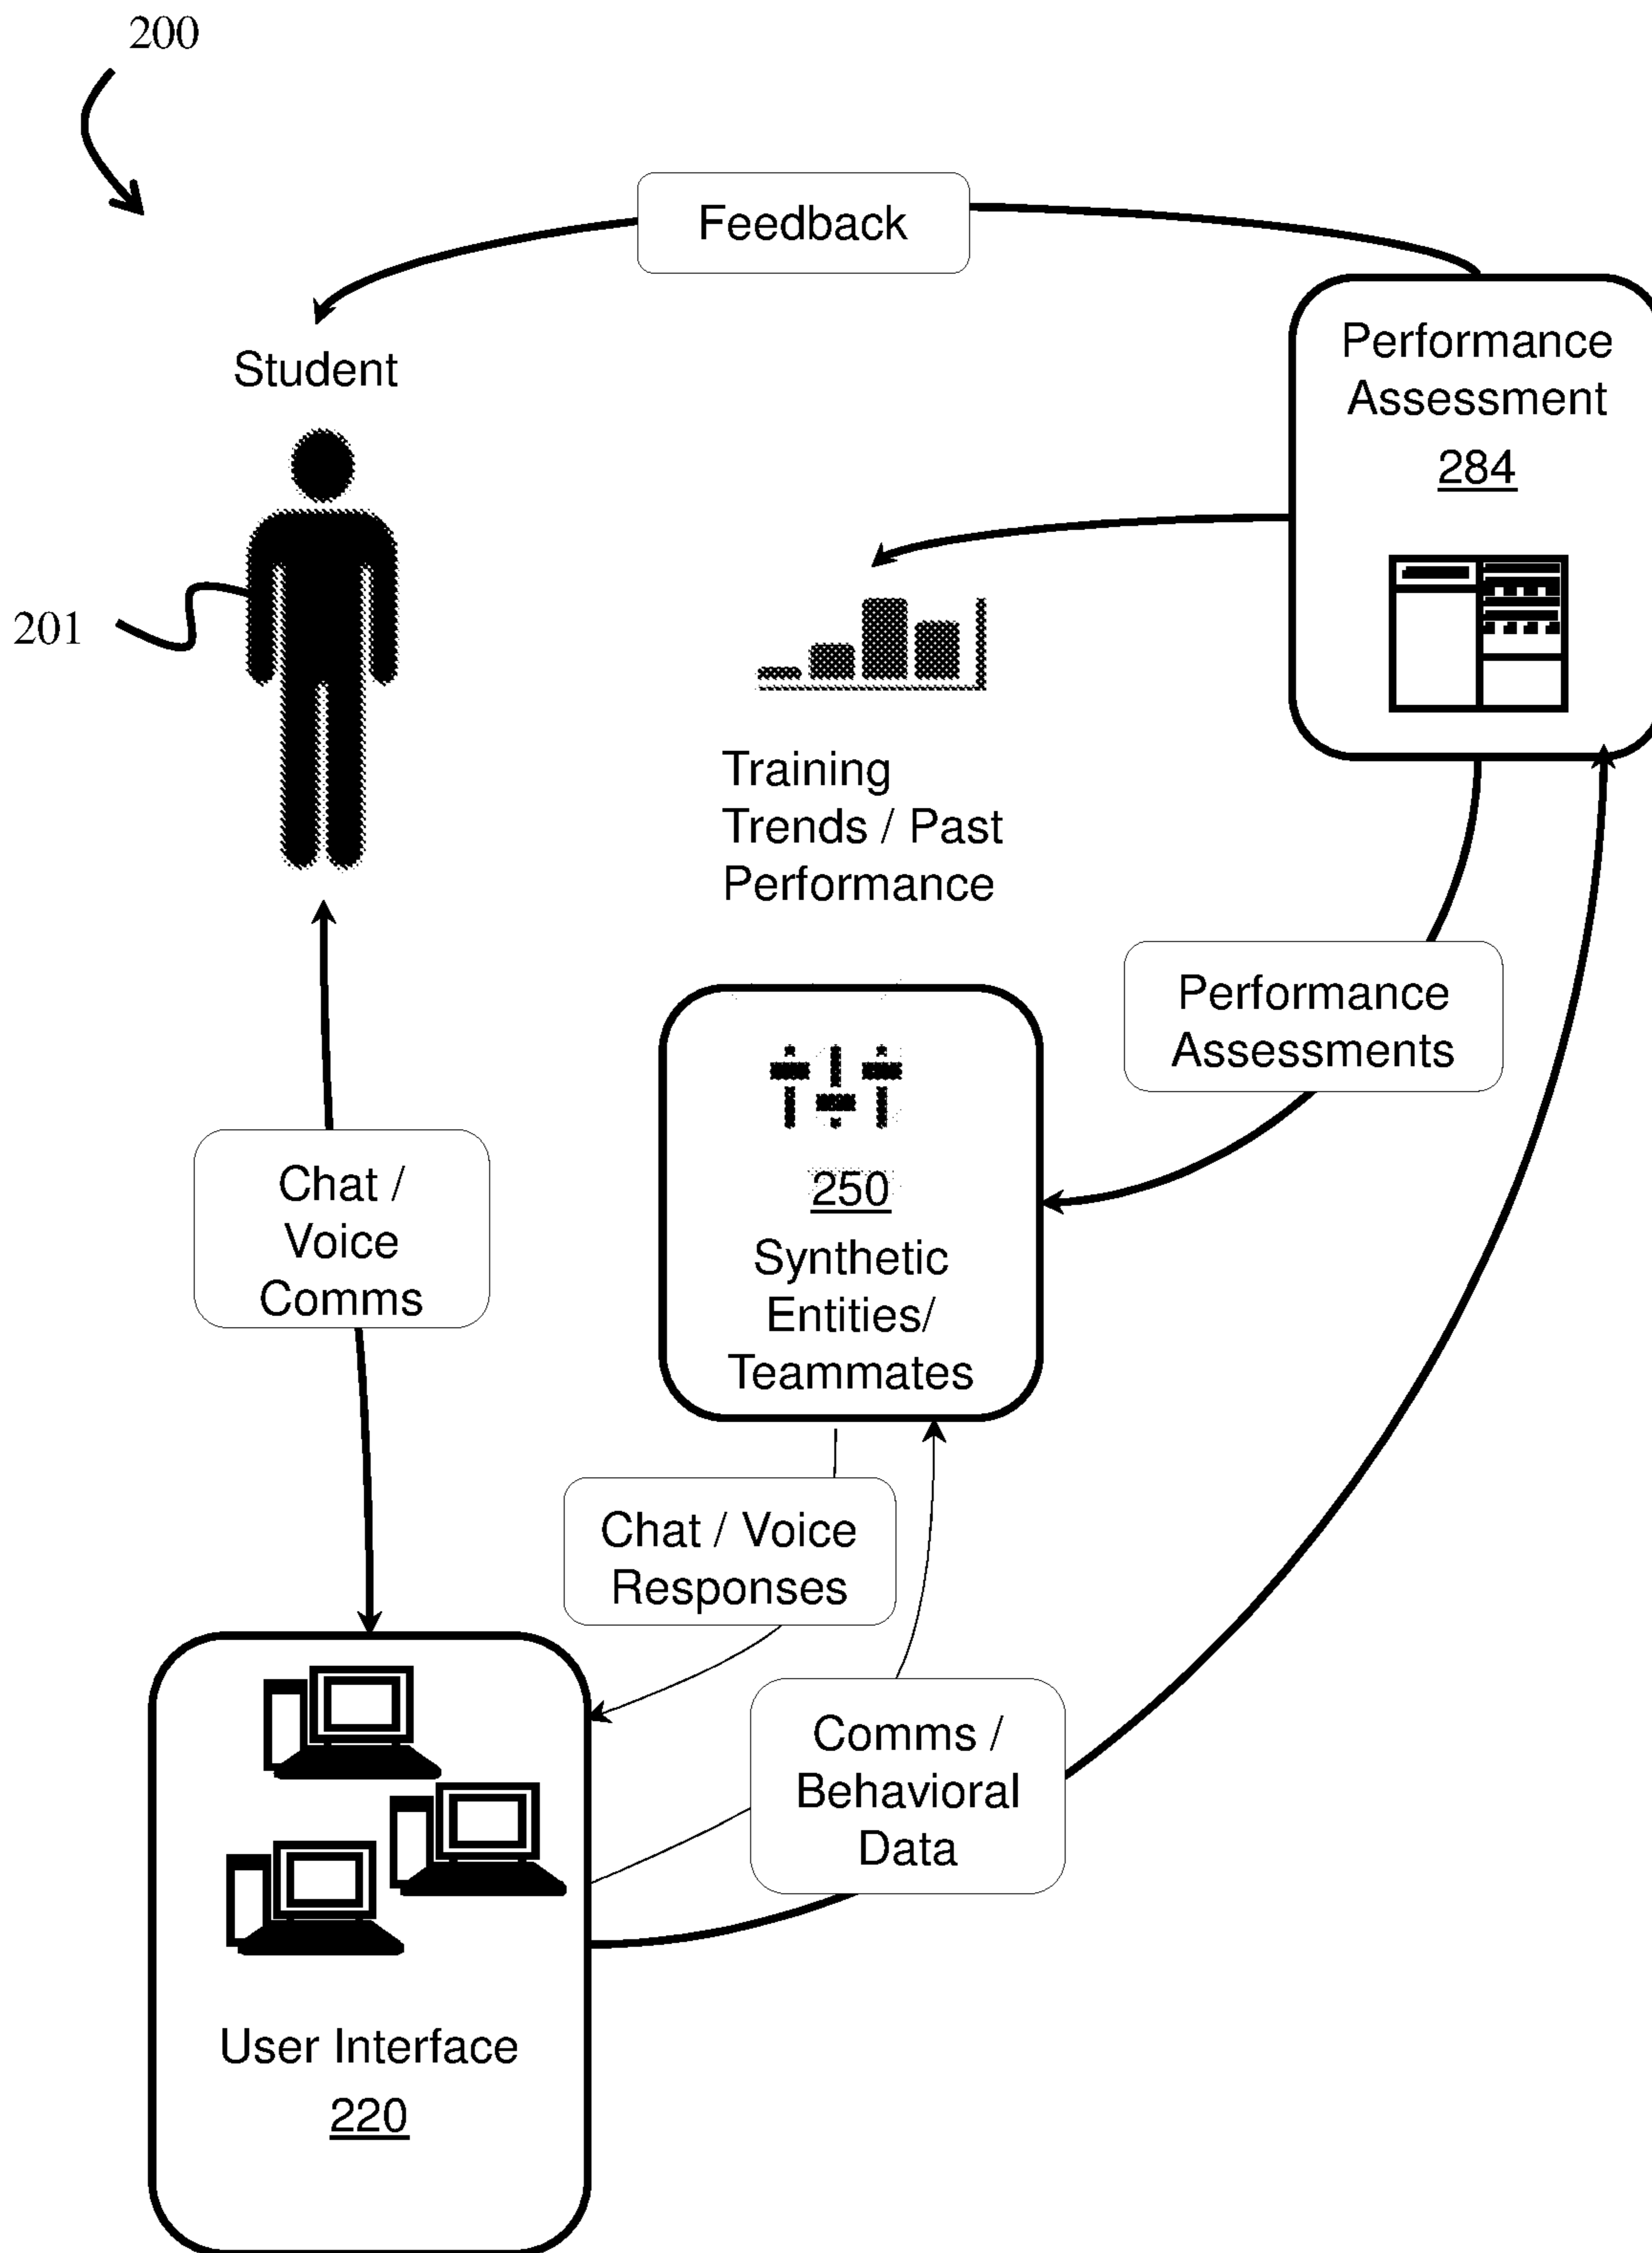 200
Feedback
Performance
Assessment
284
Student
201
Training
Trends / Past
Performance
Performance
Assessments
250
Synthetic
Entities/
Teammates
Chat /
Voice
Comms
Chat / Voice
Responses
Comms /
Behavioral
Data
User Interface
220